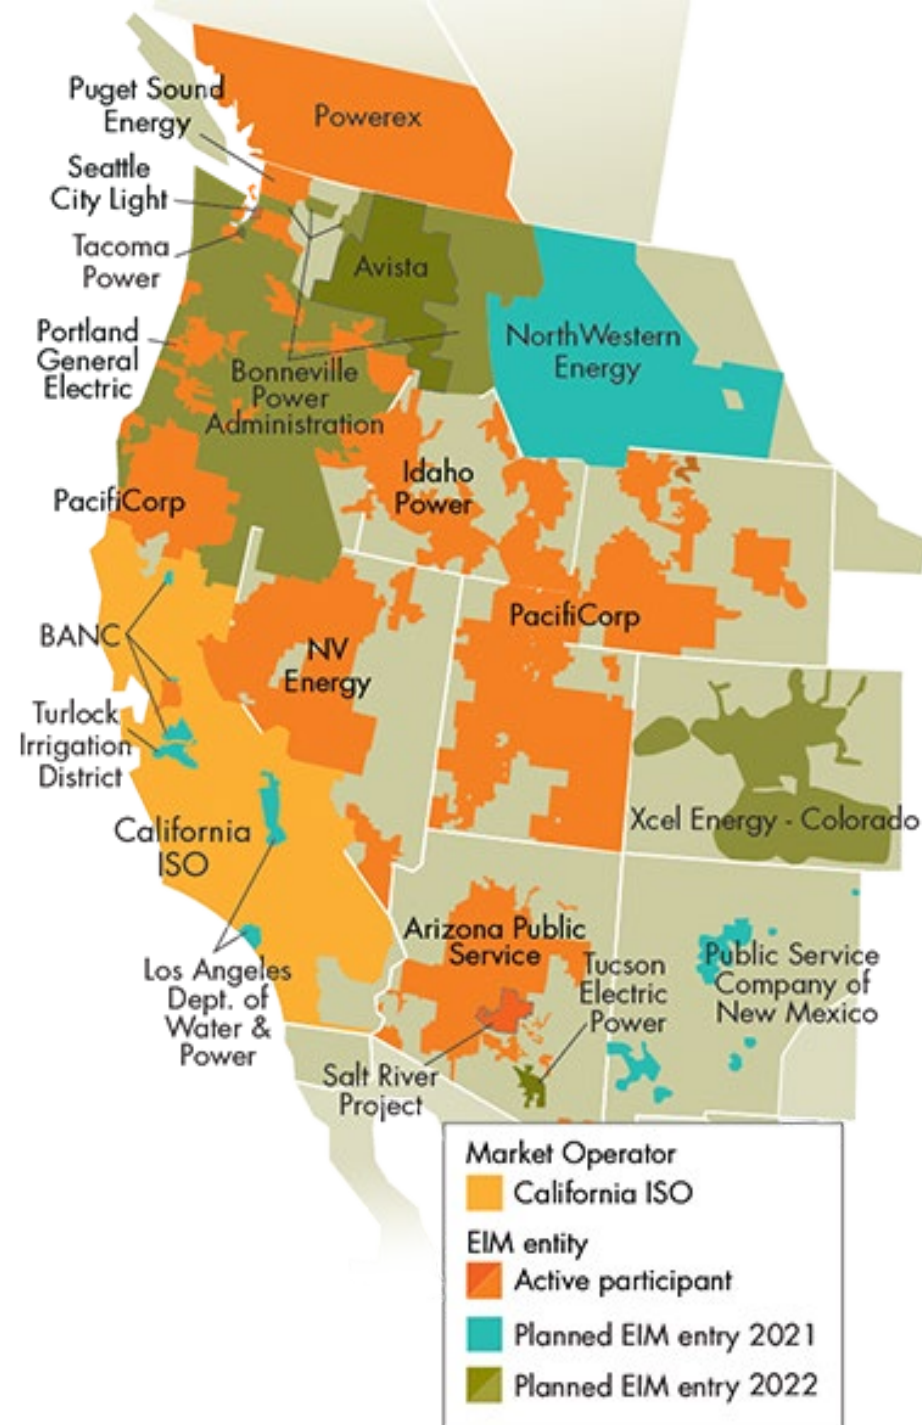 Puget Sound
Energy
Powerex
Seattle
City Light
Tacoma
Power
Avista
Portland
General
Electric
NorthWestern
Energy
Bonneville
Power
Administration
Idaho
Power
PacifiCorp
PacifiCorp
BANC
NV
Energy
Turlock
Irrigation
District
California
ISO
Xcel Energy - Colorado
Arizona Public
Service
Los Angeles
Dept. of
Water &
Power
Tucson
Electric
Power
Public Service
Company of
New Mexico
Salt River
Project
Market Operator
California ISO
EIM entity
Active participant
Planned EIM entry 2021
Planned EIM entry 2022